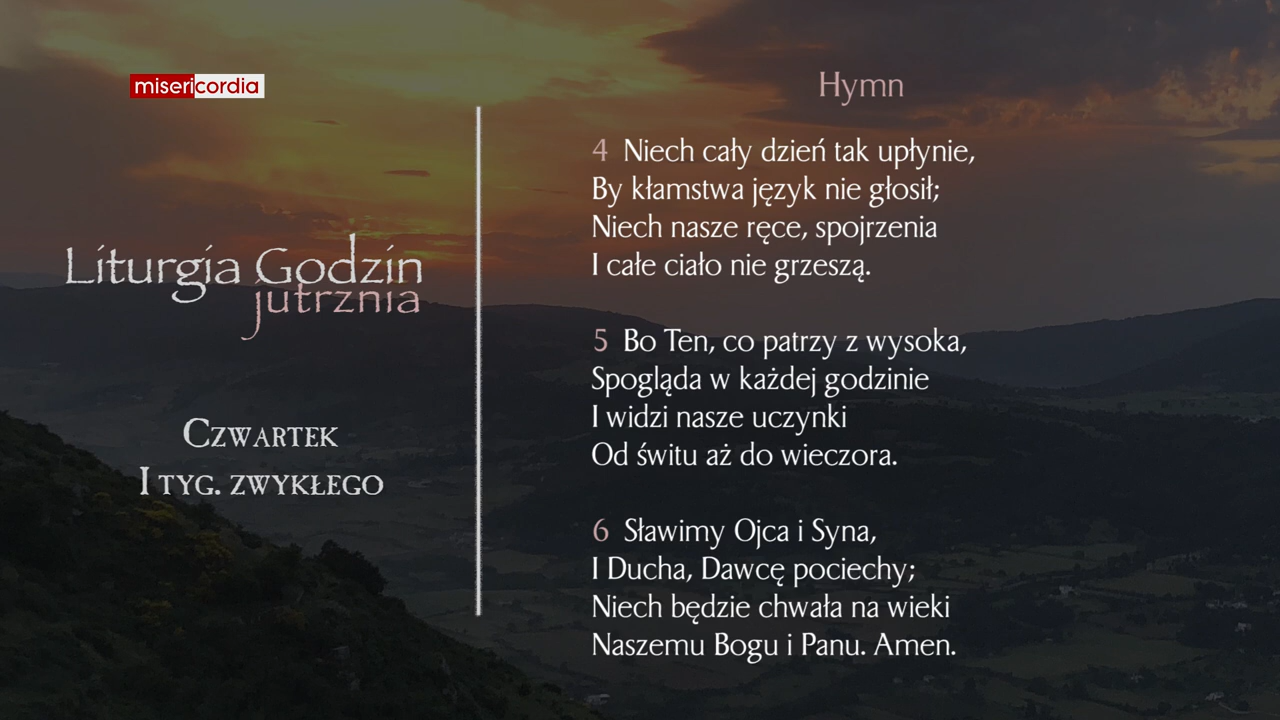 misericordia
Liturgia Godzin
jutrznia
Czwartek
I tyg. zwykłego
Hymn
4 Niech cały dzień tak upłynie,
By kłamstwa język nie głosił;
Niech nasze ręce, spojrzenia
I całe ciało nie grzeszą.
5 Bo Ten, co patrzy z wysoka,
Spogląda w każdej godzinie
I widzi nasze uczynki
Od świtu aż do wieczora.
6 Sławimy Ojca i Syna,
I Ducha, Dawcę pociechy;
Niech będzie chwała na wieki
Naszemu Bogu i Panu. Amen.